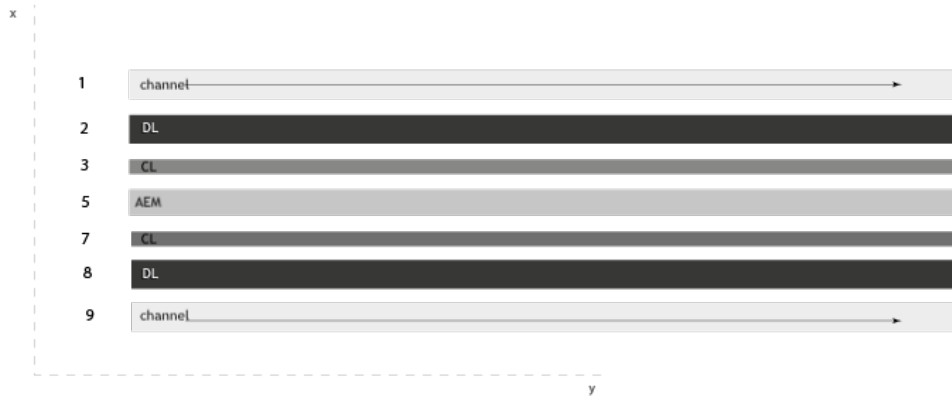 x
1 channel
2 DL
3 CL
5 AEM
7 CL
8 DL
9 channel
y